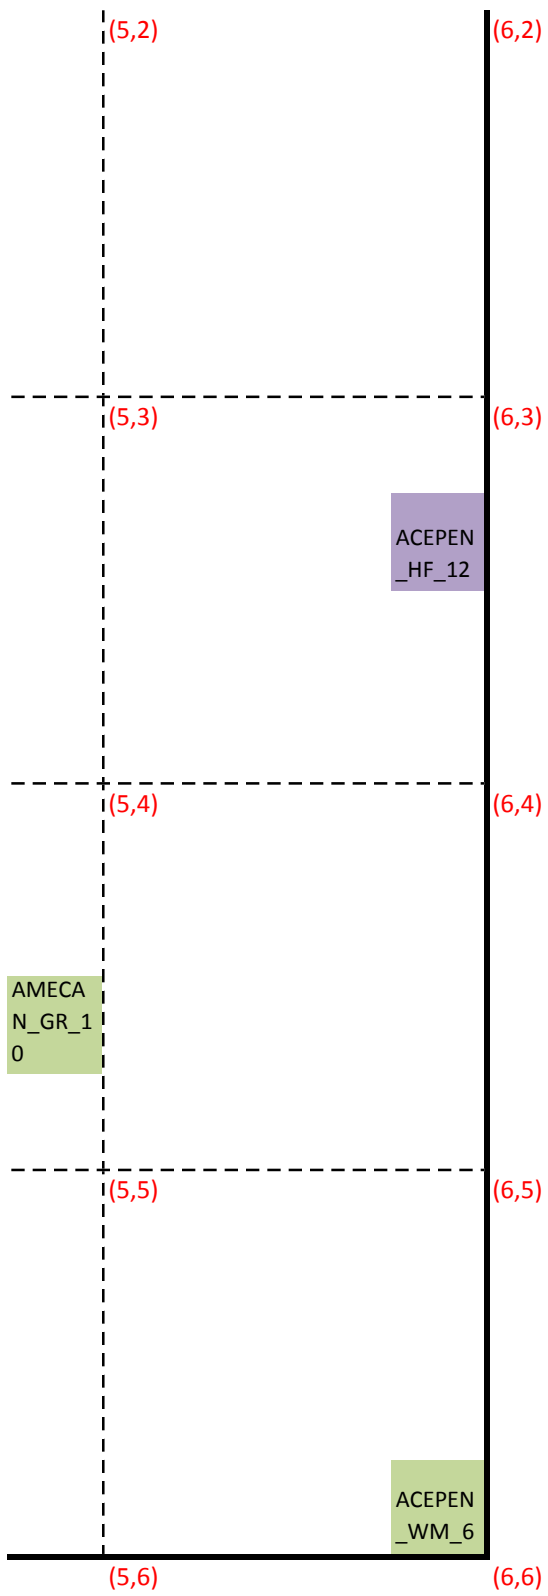 (5,2) (6,2)
(5,3) (6,3)
ACEPEN
_HF_12
(5,4) (6,4)
AMECA
N_GR_1
0
(5,5) (6,5)
ACEPEN
_WM_6
(5,6) (6,6)